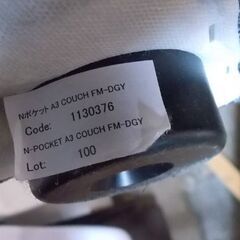 Nポケット A3 COUCH FM-DGY
Code: 1130376
N-POCKET A3 COUCH FM-DGY
Lot: 100